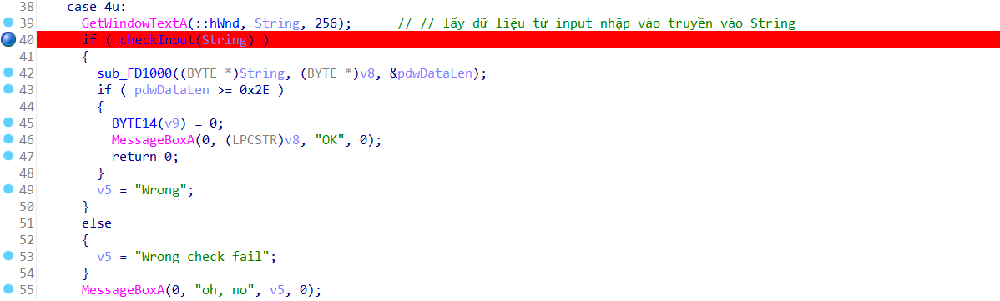 38 case 4u:
39 GetWindowTextA(::hWnd, String, 256); // // lấy dữ liệu từ input nhập vào truyền vào String
40 if ( checkInput(String) )
41 {
42 sub_FD1000((BYTE *)String, (BYTE *)v8, &pdwDataLen);
43 if ( pdwDataLen >= 0x2E )
44 {
45 BYTE14(v9) = 0;
46 MessageBoxA(0, (LPCSTR)v8, "OK", 0);
47 return 0;
48 }
49 v5 = "Wrong";
50 }
51 else
52 {
53 v5 = "Wrong check fail";
54 }
55 MessageBoxA(0, "oh, no", v5, 0);